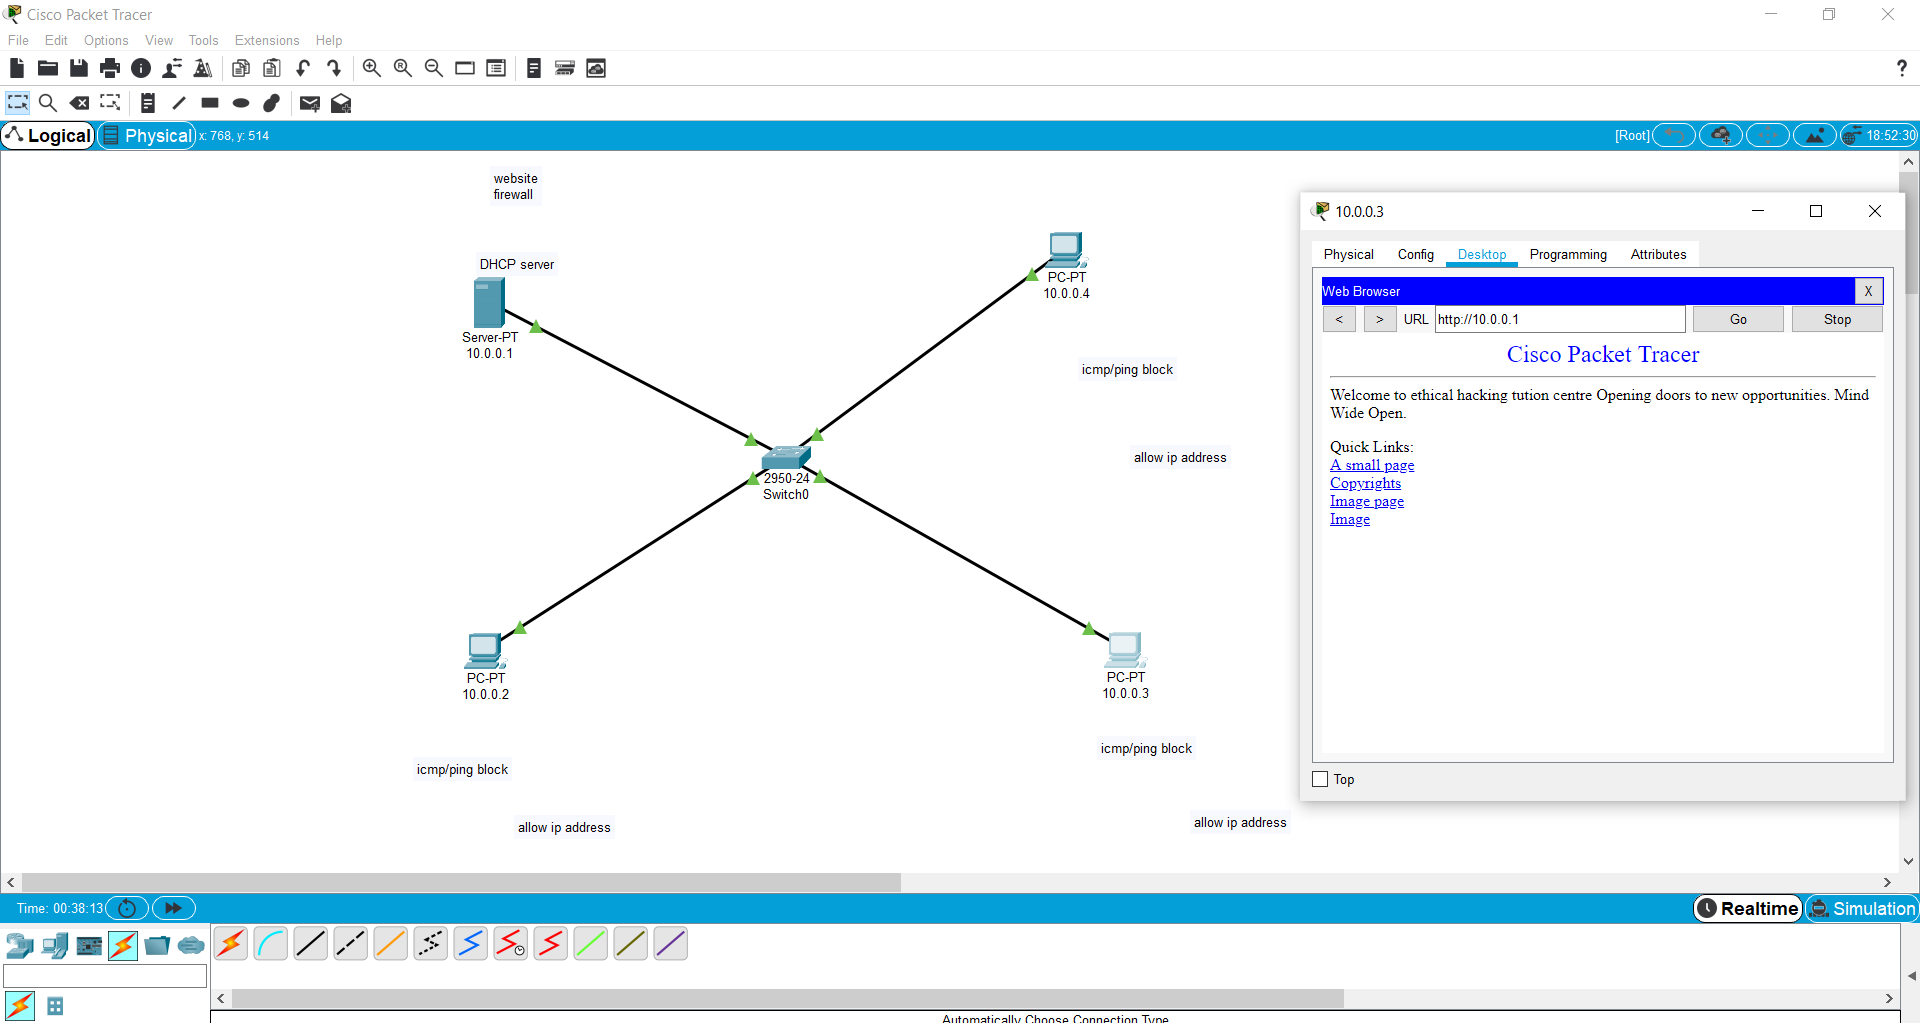 Cisco Packet Tracer
File Edit Options View Tools Extensions Help
?
Logical Physical x: 768, y: 514 [Root] 18:52:30
website
firewall
DHCP server
Server-PT
10.0.0.1
PC-PT
10.0.0.4
icmp/ping block
allow ip address
2950-24
Switch0
PC-PT
10.0.0.2
PC-PT
10.0.0.3
icmp/ping block
icmp/ping block
allow ip address
allow ip address
10.0.0.3
Physical Config Desktop Programming Attributes
Web Browser X
< > URL http://10.0.0.1 Go Stop
Cisco Packet Tracer
Welcome to ethical hacking tution centre Opening doors to new opportunities. Mind
Wide Open.
Quick Links:
A small page
Copyrights
Image page
Image
Top
Time: 00:38:13 Realtime Simulation
Automatically Choose Connection Type